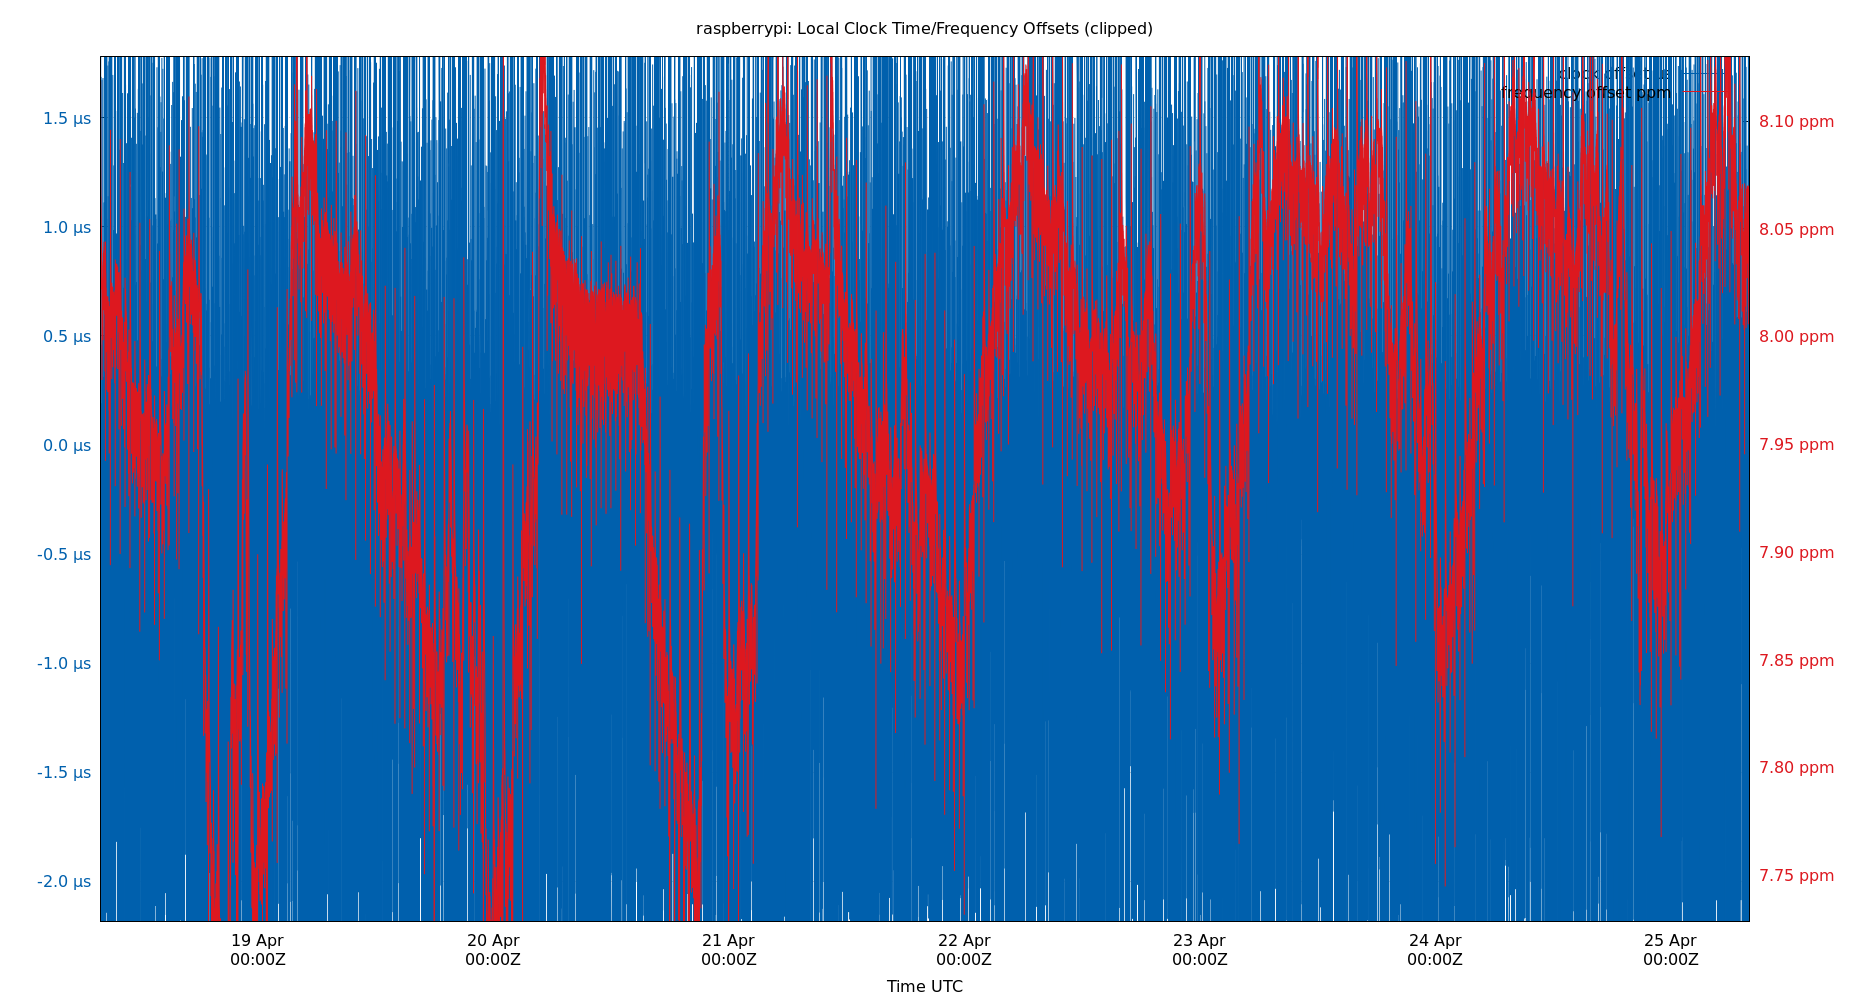 raspberrypi: Local Clock Time/Frequency Offsets (clipped)
clock offset
frequency offset ppm
1.5 µs
1.0 µs
0.5 µs
0.0 µs
-0.5 µs
-1.0 µs
-1.5 µs
-2.0 µs
8.10 ppm
8.05 ppm
8.00 ppm
7.95 ppm
7.90 ppm
7.85 ppm
7.80 ppm
7.75 ppm
19 Apr 20 Apr 21 Apr 22 Apr 23 Apr 24 Apr 25 Apr
00:00Z 00:00Z 00:00Z 00:00Z 00:00Z 00:00Z 00:00Z
Time UTC